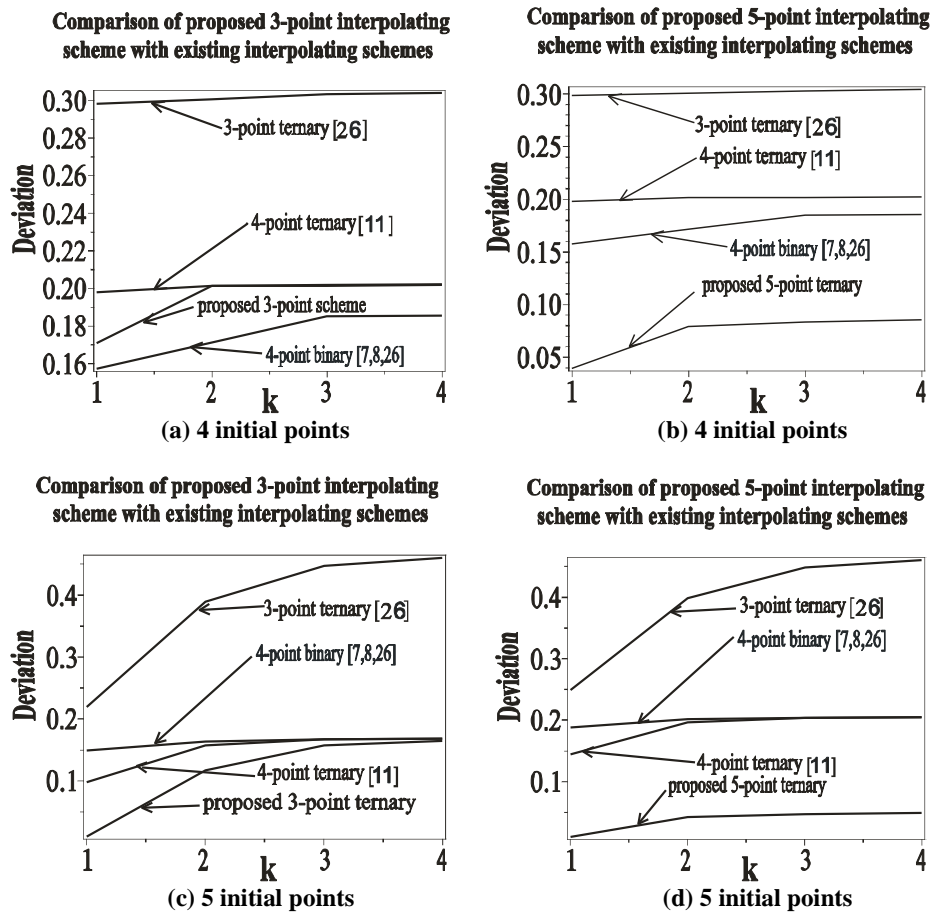 Comparison of proposed 3-point interpolating
scheme with existing interpolating schemes
0.30
0.28
0.26
0.24
0.22
0.20
0.18
0.16
Deviation
3-point ternary [26]
4-point ternary [11]
proposed 3-point scheme
4-point binary [7,8,26]
1
2
3
4
k
(a) 4 initial points
Comparison of proposed 5-point interpolating
scheme with existing interpolating schemes
0.30
0.25
0.20
0.15
0.10
0.05
Deviation
3-point ternary [26]
4-point ternary [11]
4-point binary [7,8,26]
proposed 5-point ternary
1
2
3
4
k
(b) 4 initial points
Comparison of proposed 3-point interpolating
scheme with existing interpolating schemes
0.4
0.3
0.2
0.1
Deviation
3-point ternary [26]
4-point binary [7,8,26]
4-point ternary [11]
proposed 3-point ternary
1
2
3
4
k
(c) 5 initial points
Comparison of proposed 5-point interpolating
scheme with existing interpolating schemes
0.4
0.3
0.2
0.1
Deviation
3-point ternary [26]
4-point binary [7,8,26]
4-point ternary [11]
proposed 5-point ternary
1
2
3
4
k
(d) 5 initial points